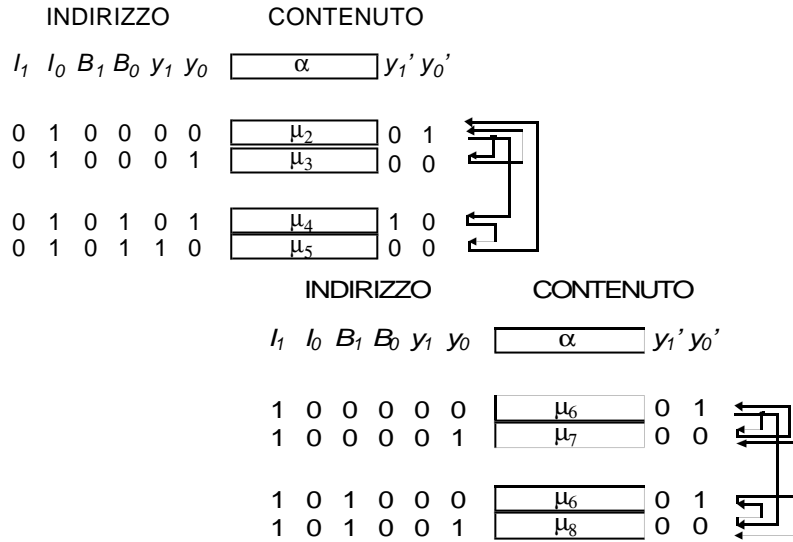 INDIRIZZO CONTENUTO
I₁ I₀ B₁ B₀ y₁ y₀ α y₁’ y₀’
0 1 0 0 0 0 μ₂ 0 1
0 1 0 0 0 1 μ₃ 0 0
0 1 0 1 0 1 μ₄ 1 0
0 1 0 1 1 0 μ₅ 0 0
INDIRIZZO CONTENUTO
I₁ I₀ B₁ B₀ y₁ y₀ α y₁’ y₀’
1 0 0 0 0 0 μ₆ 0 1
1 0 0 0 0 1 μ₇ 0 0
1 0 1 0 0 0 μ₆ 0 1
1 0 1 0 0 1 μ₈ 0 0